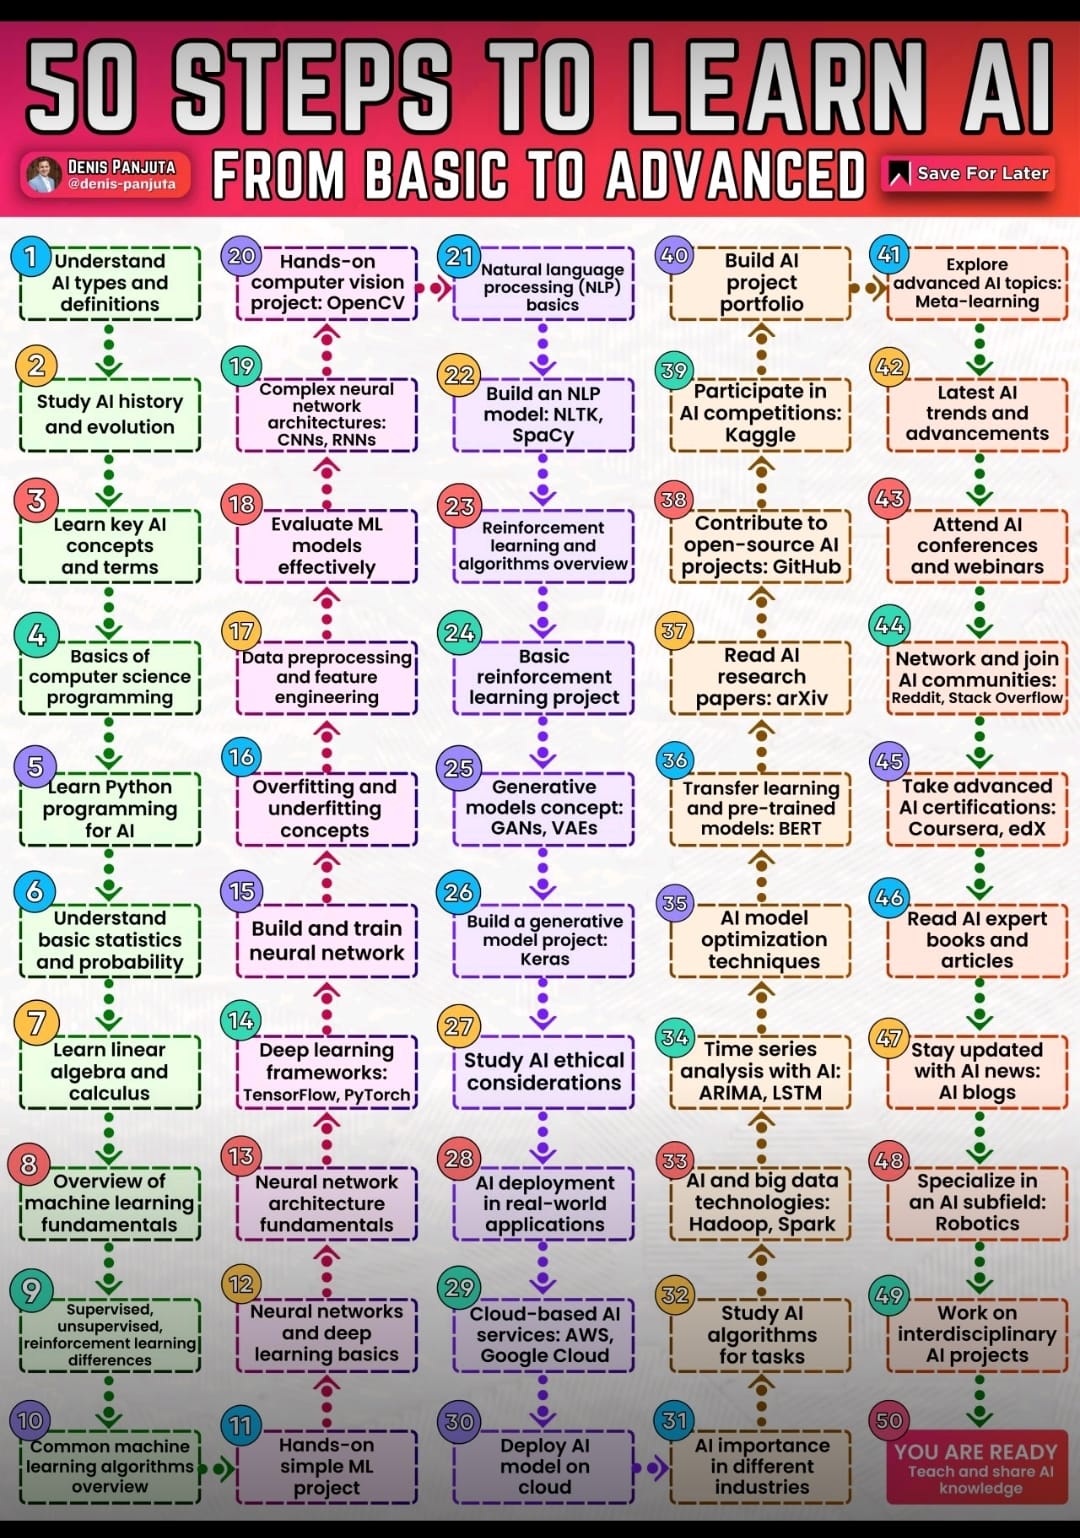 50 STEPS TO LEARN AI
DENIS PANJUTA
@denis-panjuta
FROM BASIC TO ADVANCED
Save For Later
1
Understand
AI types and
definitions
2
Study AI history
and evolution
3
Learn key AI
concepts
and terms
4
Basics of
computer science
programming
5
Learn Python
programming
for AI
6
Understand
basic statistics
and probability
7
Learn linear
algebra and
calculus
8
Overview of
machine learning
fundamentals
9
Supervised,
unsupervised,
reinforcement learning
differences
10
Common machine
learning algorithms
overview
11
Hands-on
simple ML
project
12
Neural networks
and deep
learning basics
13
Neural network
architecture
fundamentals
14
Deep learning
frameworks:
TensorFlow, PyTorch
15
Build and train
neural network
16
Overfitting and
underfitting
concepts
17
Data preprocessing
and feature
engineering
18
Evaluate ML
models
effectively
19
Complex neural
network
architectures:
CNNs, RNNs
20
Hands-on
computer vision
project: OpenCV
21
Natural language
processing (NLP)
basics
22
Build an NLP
model: NLTK,
SpaCy
23
Reinforcement
learning and
algorithms overview
24
Basic
reinforcement
learning project
25
Generative
models concept:
GANs, VAEs
26
Build a generative
model project:
Keras
27
Study AI ethical
considerations
28
AI deployment
in real-world
applications
29
Cloud-based AI
services: AWS,
Google Cloud
30
Deploy AI
model on
cloud
31
AI importance
in different
industries
32
Study AI
algorithms
for tasks
33
AI and big data
technologies:
Hadoop, Spark
34
Time series
analysis with AI:
ARIMA, LSTM
35
AI model
optimization
techniques
36
Transfer learning
and pre-trained
models: BERT
37
Read AI
research
papers: arXiv
38
Contribute to
open-source AI
projects: GitHub
39
Participate in
AI competitions:
Kaggle
40
Build AI
project
portfolio
41
Explore
advanced AI topics:
Meta-learning
42
Latest AI
trends and
advancements
43
Attend AI
conferences
and webinars
44
Network and join
AI communities:
Reddit, Stack Overflow
45
Take advanced
AI certifications:
Coursera, edX
46
Read AI expert
books and
articles
47
Stay updated
with AI news:
AI blogs
48
Specialize in
an AI subfield:
Robotics
49
Work on
interdisciplinary
AI projects
50
YOU ARE READY
Teach and share AI
knowledge